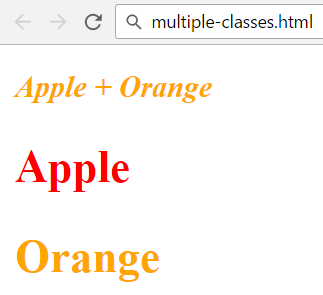 multiple-classes.html
Apple + Orange
Apple
Orange